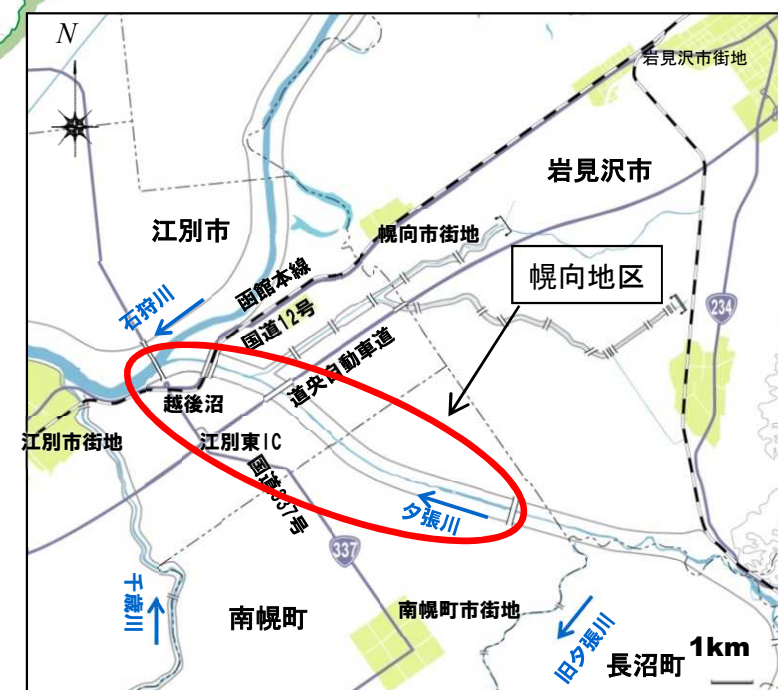 N
岩見沢市街地
岩見沢市
江別市
幌向市街地
幌向地区
函館本線
石狩川
国道12号
234
道央自動車道
越後沼
江別市街地
江別東IC
国道337号
夕張川
337
千歳川
南幌町
南幌町市街地
旧夕張川
長沼町
1km